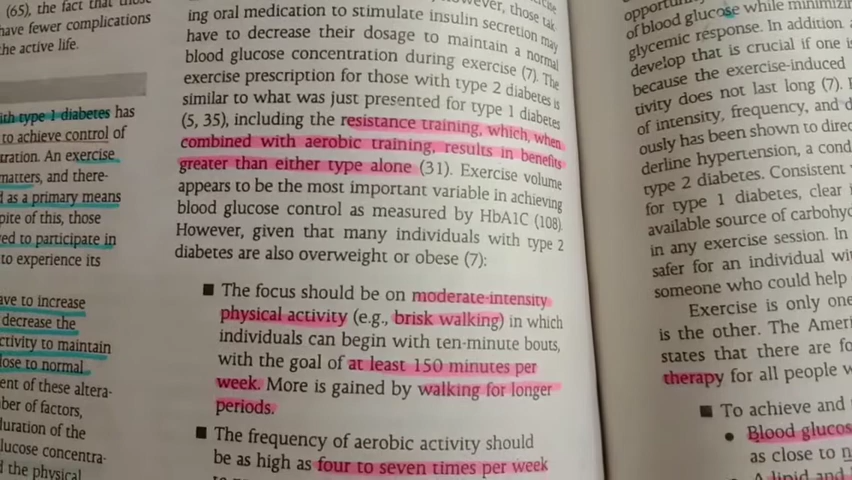 (65), the fact that those
have fewer complications
the active life.
ith type 1 diabetes has
to achieve control of
tration. An exercise
matters, and there-
d as a primary means
pite of this, those
ed to participate in
to experience its
ave to increase
decrease the
ctivity to maintain
lose to normal
ent of these altera-
ber of factors,
duration of the
lucose concentra-
d the physical
however, those tak-
ing oral medication to stimulate insulin secretion may
have to decrease their dosage to maintain a normal
blood glucose concentration during exercise (7). The
exercise prescription for those with type 2 diabetes is
similar to what was just presented for type 1 diabetes
(5, 35), including the resistance training, which, when
combined with aerobic training, results in benefits
greater than either type alone (31). Exercise volume
appears to be the most important variable in achieving
blood glucose control as measured by HbA1C (108).
However, given that many individuals with type 2
diabetes are also overweight or obese (7):
■ The focus should be on moderate-intensity
physical activity (e.g., brisk walking) in which
individuals can begin with ten-minute bouts,
with the goal of at least 150 minutes per
week. More is gained by walking for longer
periods.
■ The frequency of aerobic activity should
be as high as four to seven times per week
opportun
of blood glucose while minimizin
glycemic response. In addition
develop that is crucial if one is
because the exercise-induced
tivity does not last long (7).
of intensity, frequency, and d
ously has been shown to direc
derline hypertension, a cond
type 2 diabetes. Consistent
for type 1 diabetes, clear
available source of carbohyd
in any exercise session. In
safer for an individual wi
someone who could help
Exercise is only one
is the other. The Ameri
states that there are fo
therapy for all people w
■ To achieve and
● Blood glucos
as close to n
A lipid and